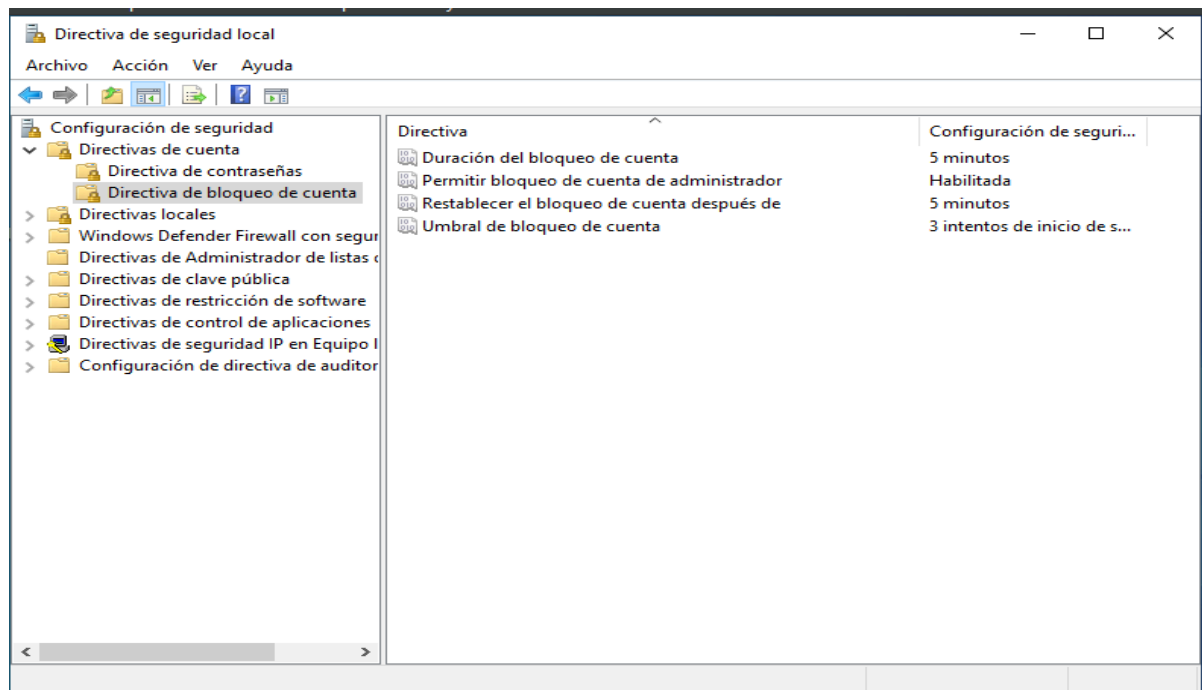 Directiva de seguridad local
Archivo Acción Ver Ayuda
Configuración de seguridad
Directivas de cuenta
Directiva de contraseñas
Directiva de bloqueo de cuenta
Directivas locales
Windows Defender Firewall con segur
Directivas de Administrador de listas
Directivas de clave pública
Directivas de restricción de software
Directivas de control de aplicaciones
Directivas de seguridad IP en Equipo l
Configuración de directiva de auditor
Directiva Configuración de seguri...
Duración del bloqueo de cuenta 5 minutos
Permitir bloqueo de cuenta de administrador Habilitada
Restablecer el bloqueo de cuenta después de 5 minutos
Umbral de bloqueo de cuenta 3 intentos de inicio de s...